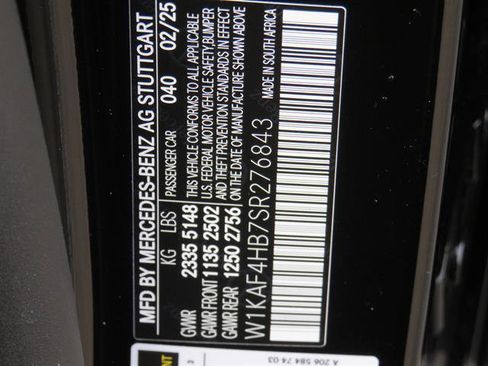 MFD BY MERCEDES-BENZ AG STUTTGART
KG LBS PASSENGER CAR 040 02/25
GVWR 2335 5148 THIS VEHICLE CONFORMS TO ALL APPLICABLE
GAWR FRONT 1135 2502 U.S. FEDERAL MOTOR VEHICLE SAFETY, BUMPER
GAWR REAR 1250 2756 AND THEFT PREVENTION STANDARDS IN EFFECT
ON THE DATE OF MANUFACTURE SHOWN ABOVE
W1KAF4HB7SR276843 MADE IN SOUTH AFRICA
A 206 584 74 03